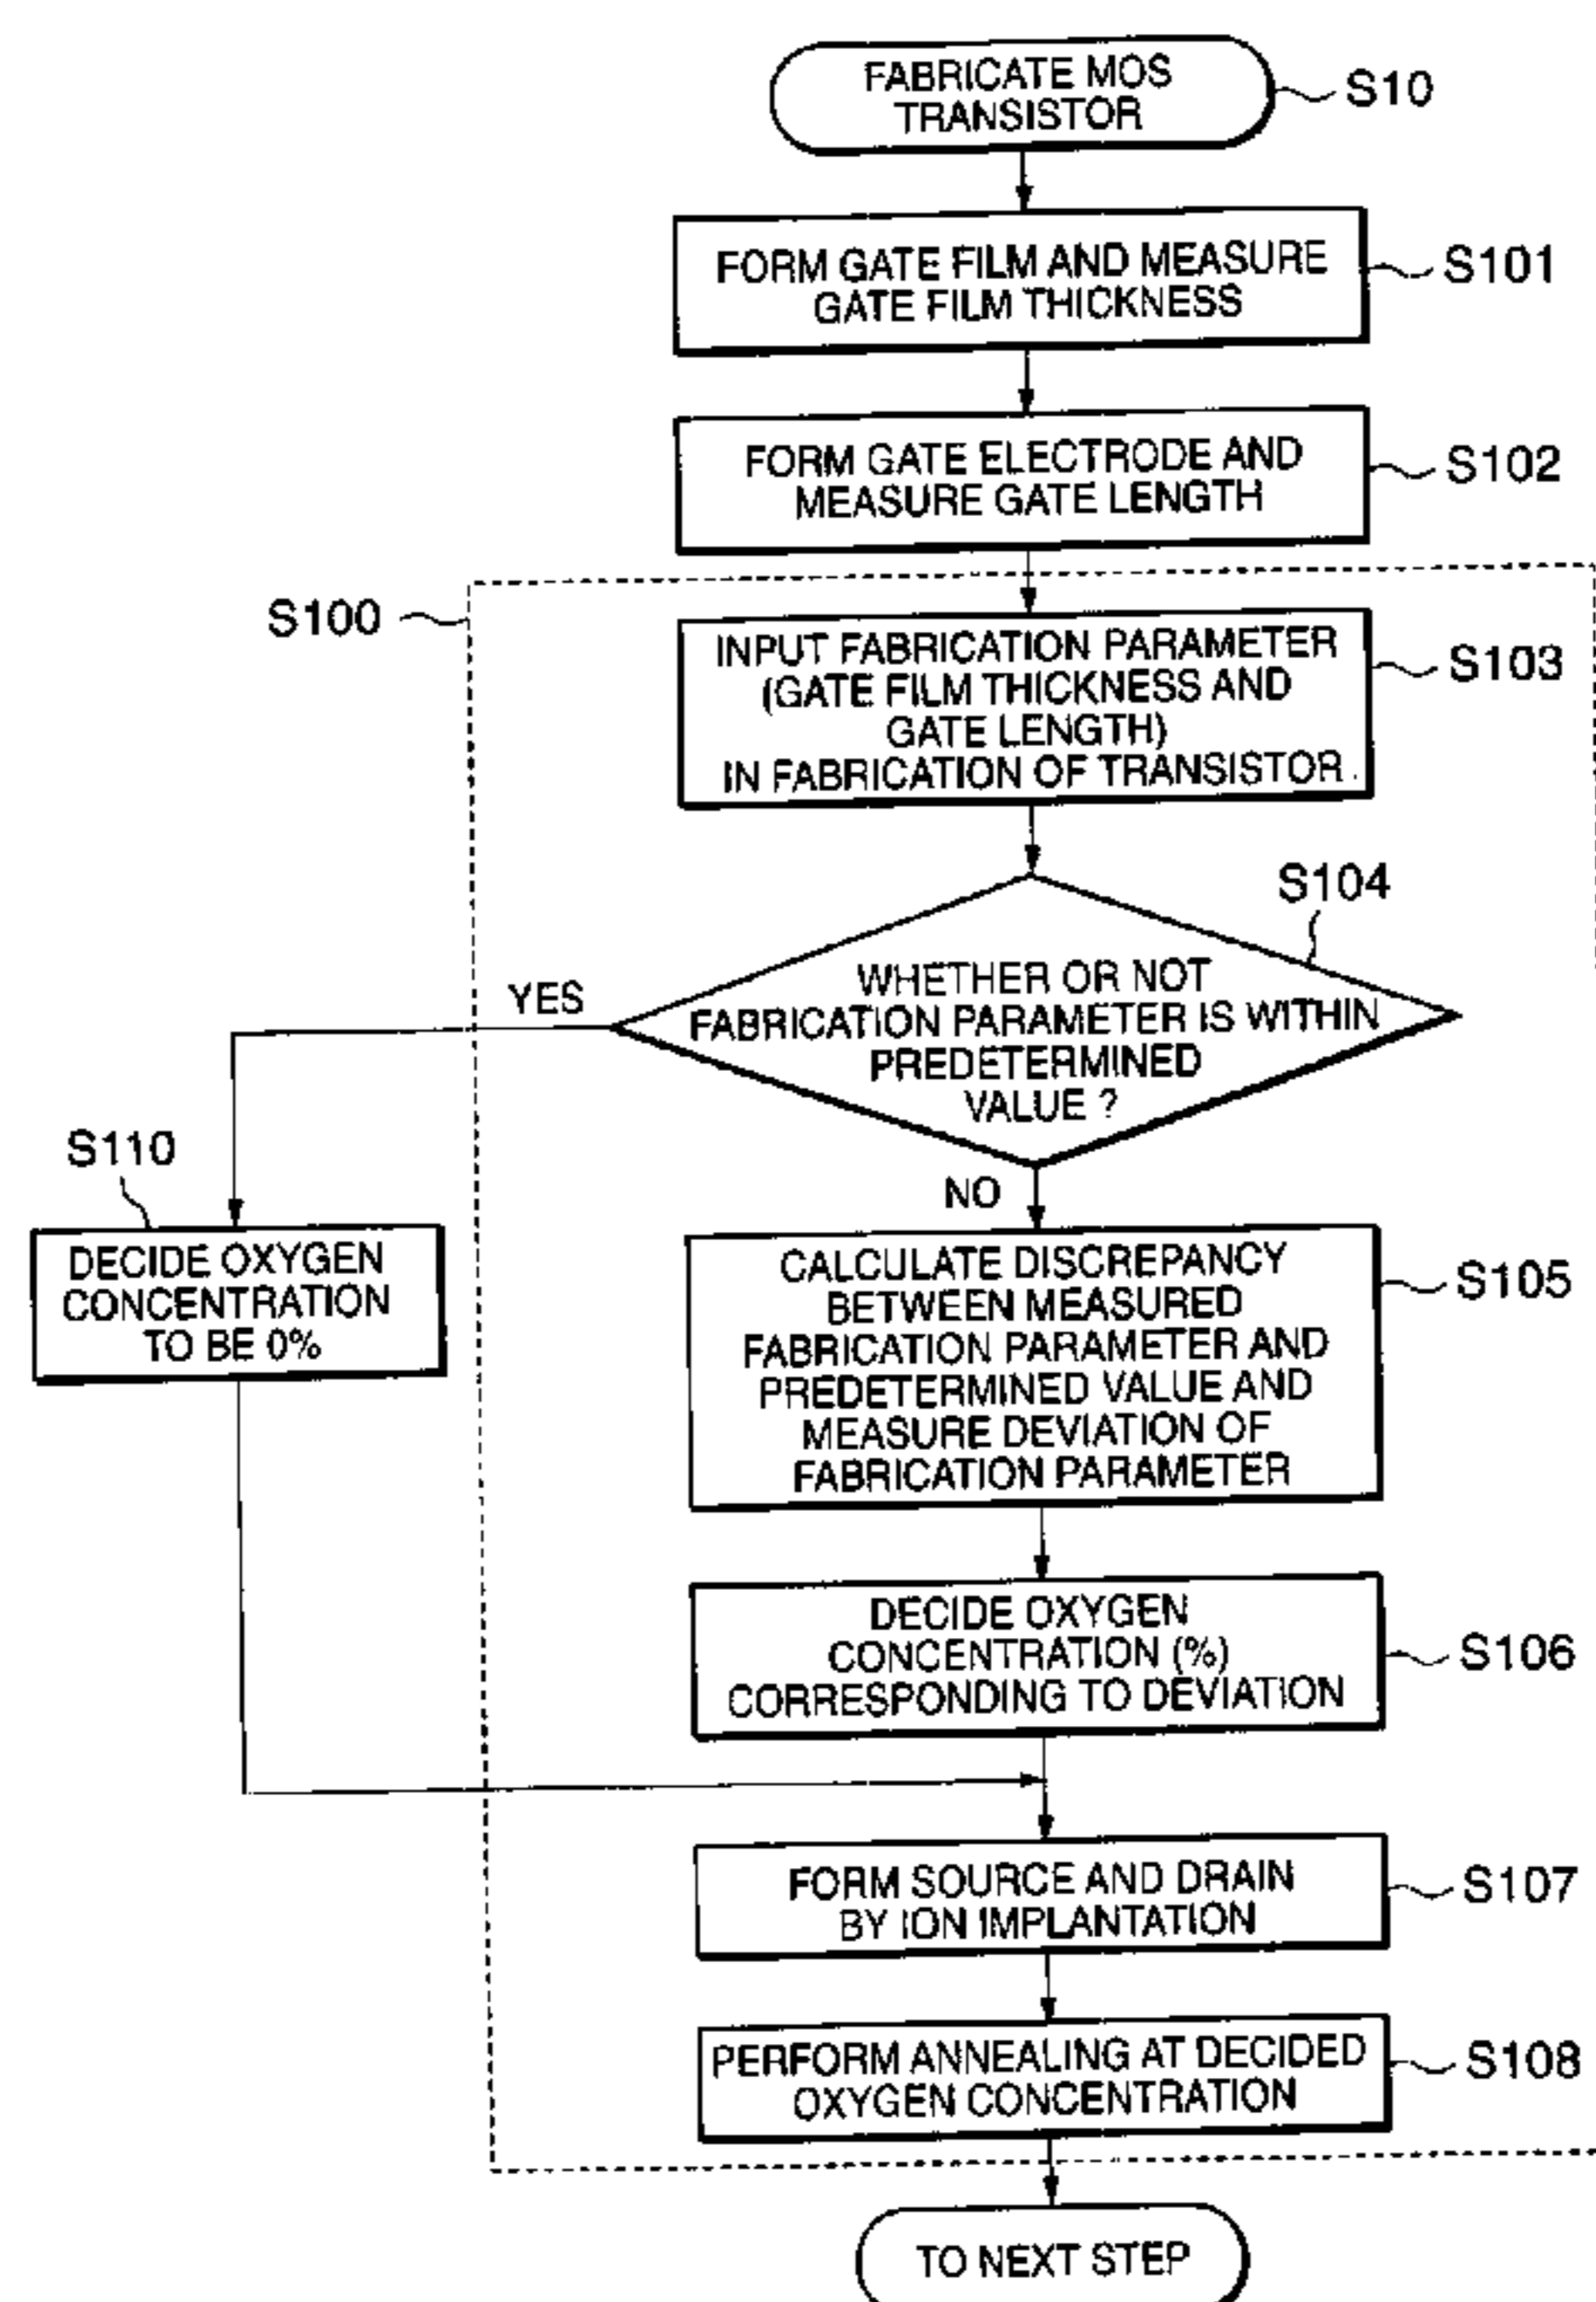 FABRICATE MOS
TRANSISTOR
S10
FORM GATE FILM AND MEASURE
GATE FILM THICKNESS
S101
FORM GATE ELECTRODE AND
MEASURE GATE LENGTH
S102
S100
INPUT FABRICATION PARAMETER
(GATE FILM THICKNESS AND
GATE LENGTH)
IN FABRICATION OF TRANSISTOR
S103
S104
WHETHER OR NOT
FABRICATION PARAMETER IS WITHIN
PREDETERMINED
VALUE ?
YES
NO
S110
DECIDE OXYGEN
CONCENTRATION
TO BE 0%
CALCULATE DISCREPANCY
BETWEEN MEASURED
FABRICATION PARAMETER AND
PREDETERMINED VALUE AND
MEASURE DEVIATION OF
FABRICATION PARAMETER
S105
DECIDE OXYGEN
CONCENTRATION (%)
CORRESPONDING TO DEVIATION
S106
FORM SOURCE AND DRAIN
BY ION IMPLANTATION
S107
PERFORM ANNEALING AT DECIDED
OXYGEN CONCENTRATION
S108
TO NEXT STEP